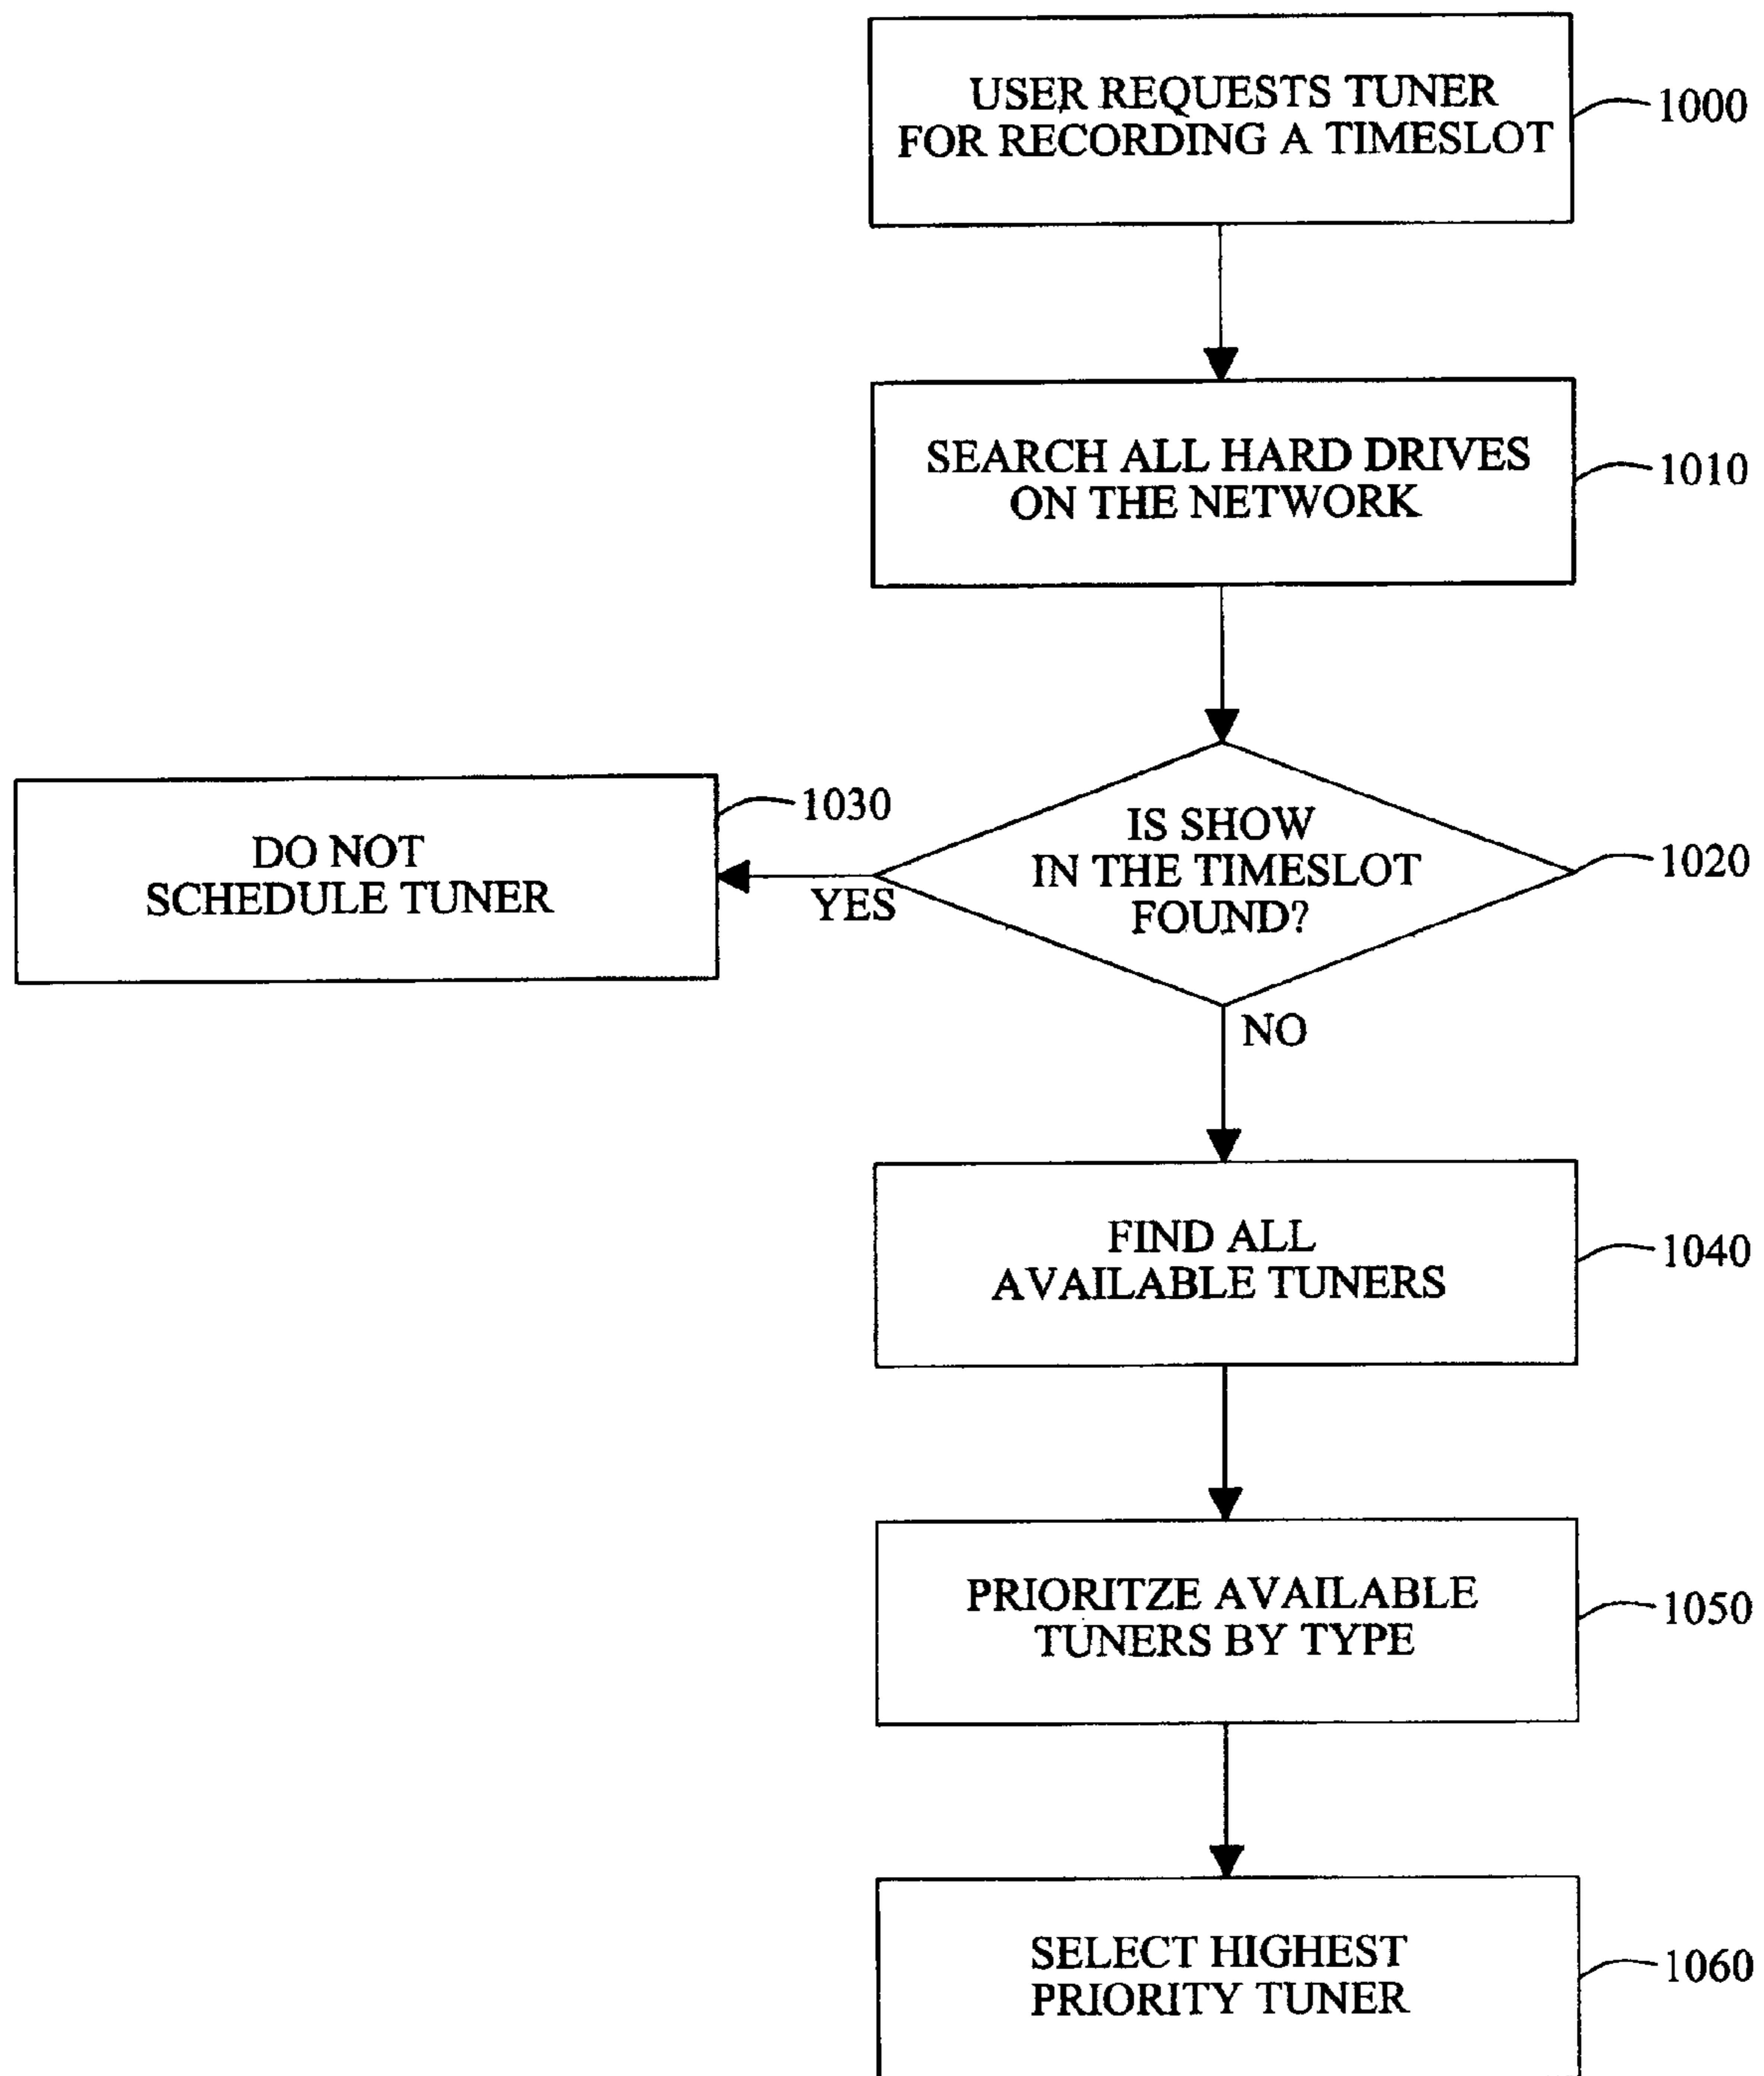 USER REQUESTS TUNER
FOR RECORDING A TIMESLOT
1000
SEARCH ALL HARD DRIVES
ON THE NETWORK
1010
IS SHOW
IN THE TIMESLOT
FOUND?
1020
YES
1030
DO NOT
SCHEDULE TUNER
NO
FIND ALL
AVAILABLE TUNERS
1040
PRIORITZE AVAILABLE
TUNERS BY TYPE
1050
SELECT HIGHEST
PRIORITY TUNER
1060